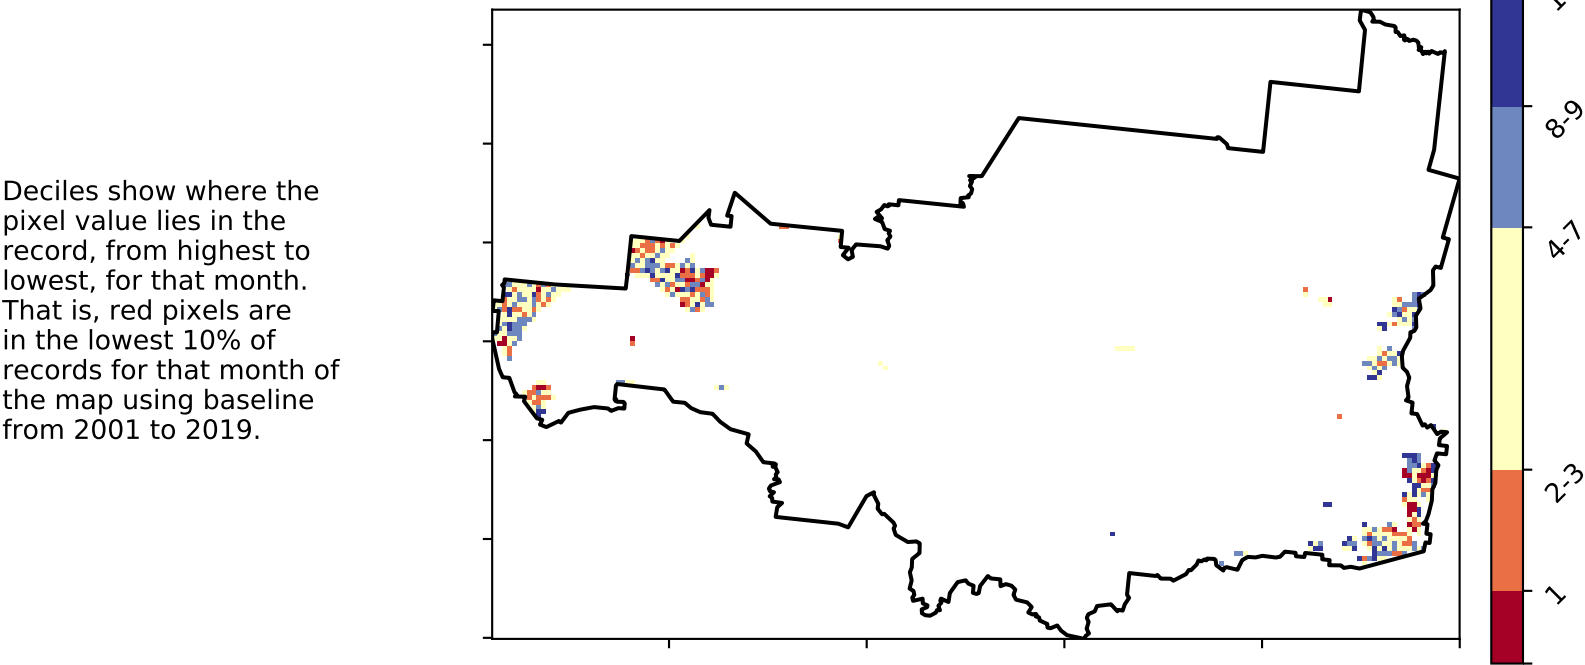 Deciles show where the
pixel value lies in the
record, from highest to
lowest, for that month.
That is, red pixels are
in the lowest 10% of
records for that month of
the map using baseline
from 2001 to 2019.
8-9
4-7
2-3
1